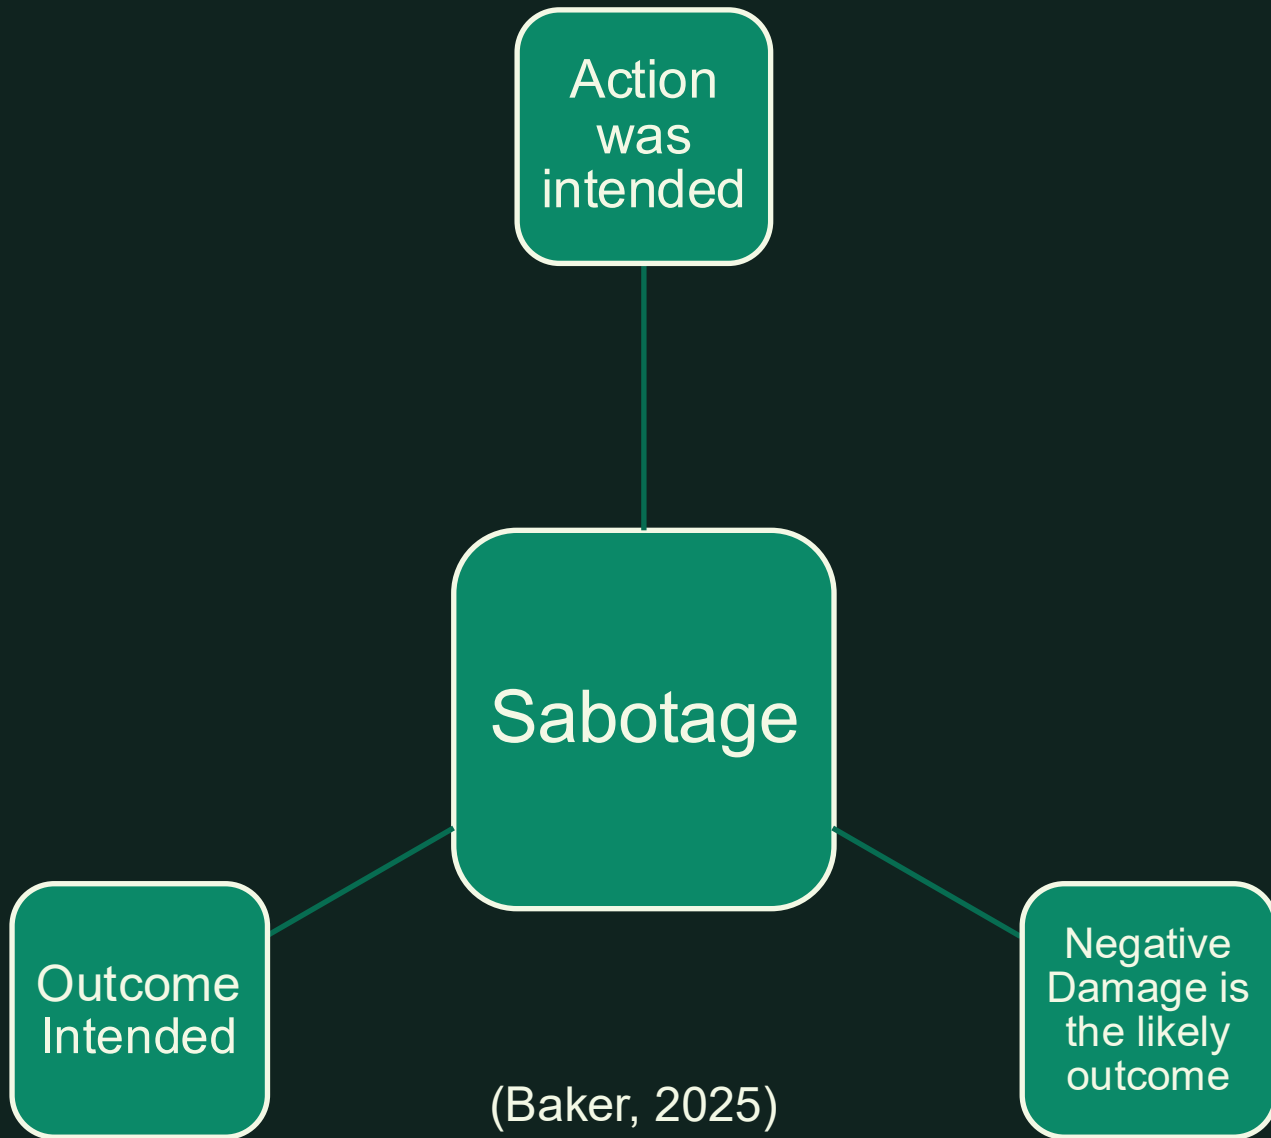 Action
was
intended
Sabotage
Outcome
Intended
Negative
Damage is
the likely
outcome
(Baker, 2025)